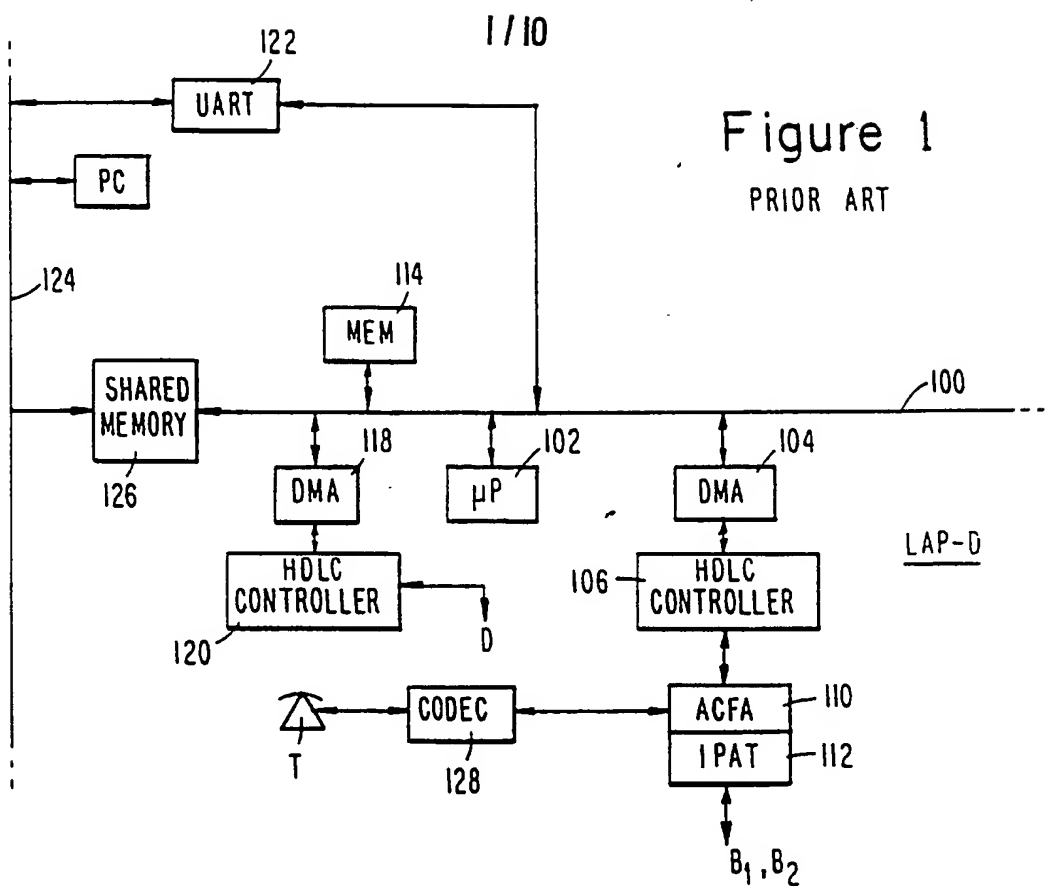 1/10
122
UART
Figure 1
PC
PRIOR ART
124
114
MEM
100
SHARED
MEMORY
126
118
102
104
DMA
µP
DMA
LAP-D
HDLC
CONTROLLER
120
D
106
HDLC
CONTROLLER
T
CODEC
128
ACFA
110
IPAT
112
B₁, B₂